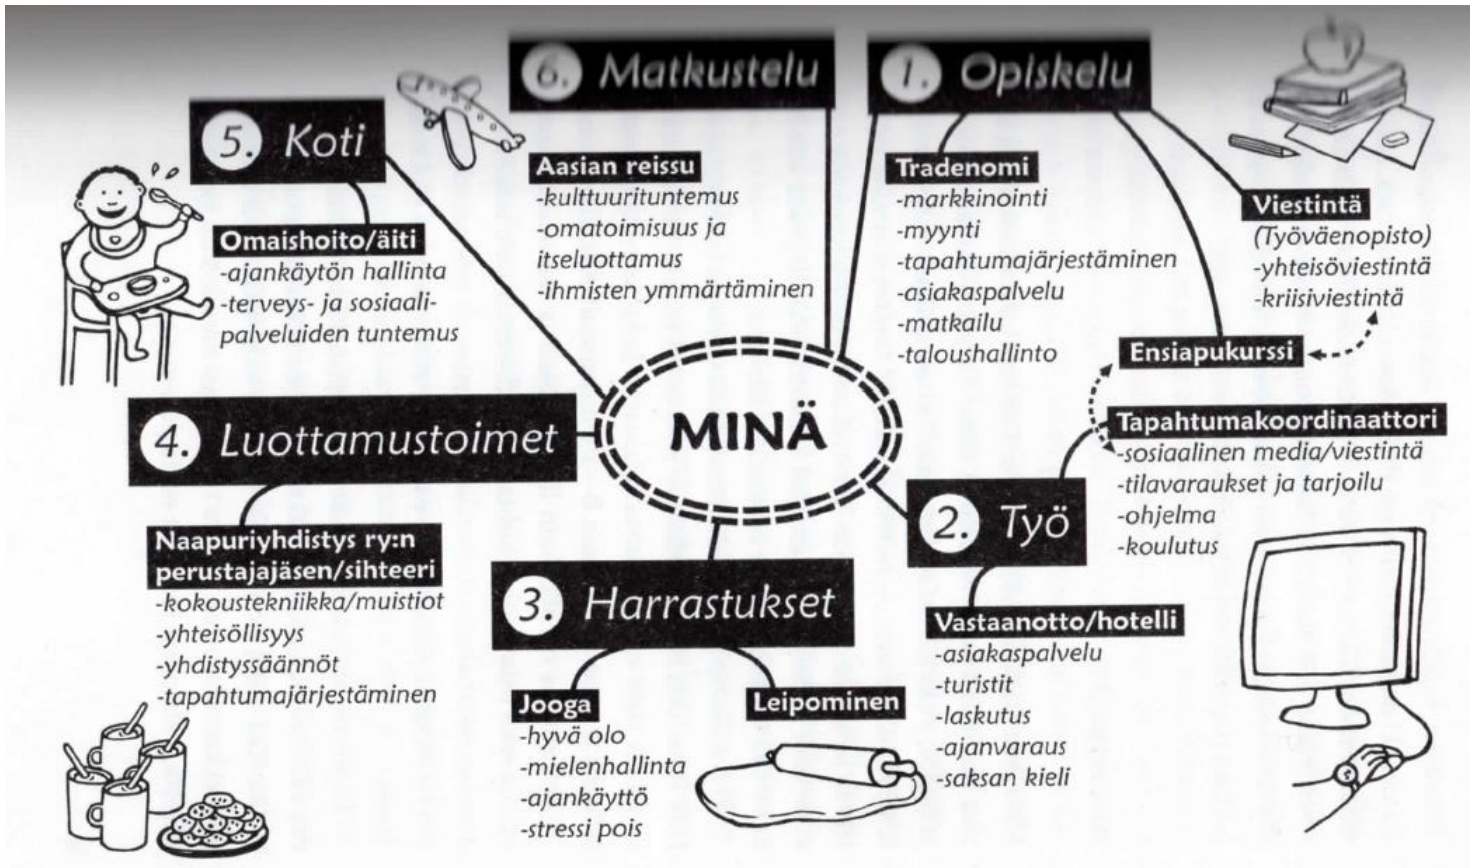 MINÄ
1. Opiskelu
Tradenomi
-markkinointi
-myynti
-tapahtumajärjestäminen
-asiakaspalvelu
-matkailu
-taloushallinto
Viestintä
(Työväenopisto)
-yhteisöviestintä
-kriisiviestintä
Ensiapukurssi
2. Työ
Tapahtumakoordinaattori
-sosiaalinen media/viestintä
-tilavaraukset ja tarjoilu
-ohjelma
-koulutus
Vastaanotto/hotelli
-asiakaspalvelu
-turistit
-laskutus
-ajanvaraus
-saksan kieli
3. Harrastukset
Jooga
-hyvä olo
-mielenhallinta
-ajankäyttö
-stressi pois
Leipominen
4. Luottamustoimet
Naapuriyhdistys ry:n
perustajajäsen/sihteeri
-kokoustekniikka/muistiot
-yhteisöllisyys
-yhdistyssäännöt
-tapahtumajärjestäminen
5. Koti
Omaishoito/äiti
-ajankäytön hallinta
-terveys- ja sosiaali-
palveluiden tuntemus
6. Matkustelu
Aasian reissu
-kulttuurituntemus
-omatoimisuus ja
itseluottamus
-ihmisten ymmärtäminen